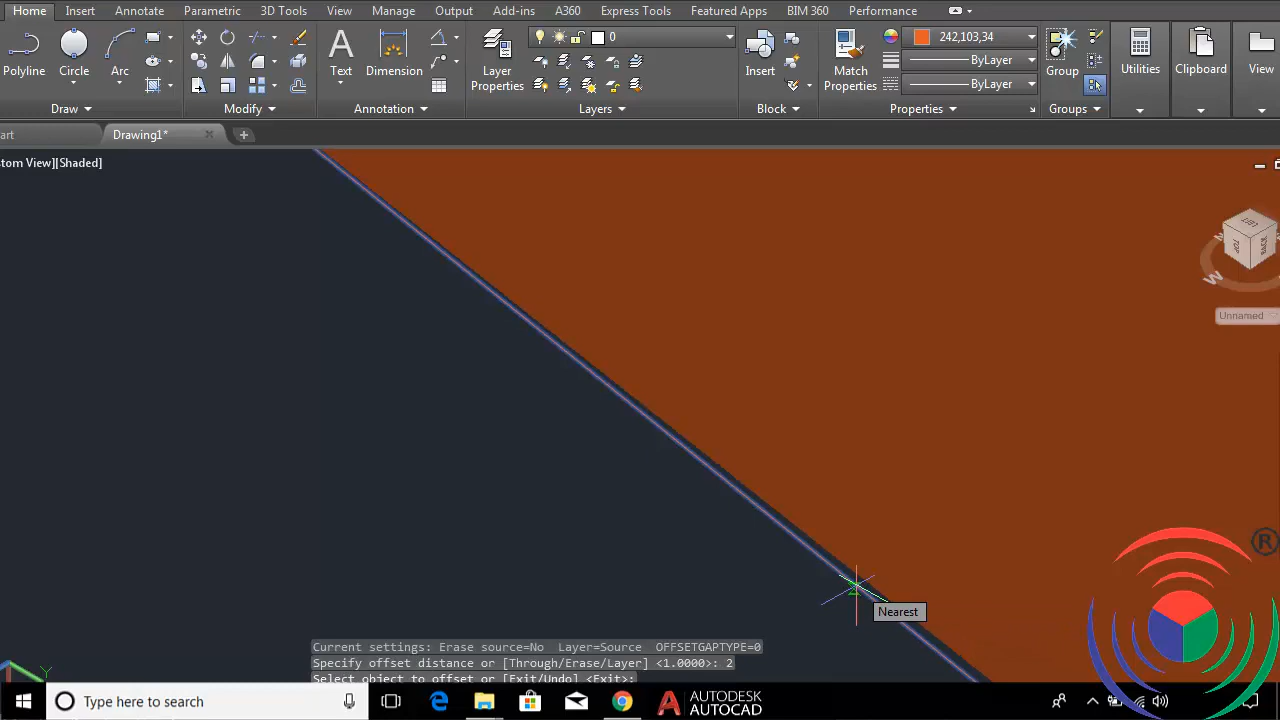 Home Insert Annotate Parametric 3D Tools View Manage Output Add-ins A360 Express Tools Featured Apps BIM 360 Performance
0
242,103,34
ByLayer
ByLayer
Polyline Circle Arc Text Dimension Layer Properties Insert Match Properties Group Utilities Clipboard View
Draw Modify Annotation Layers Block Properties Groups
art Drawing1*
tom View][Shaded]
LEFT
TOP
BACK
W
Unnamed
®
Nearest
Current settings: Erase source=No Layer=Source OFFSETGAPTYPE=0
Specify offset distance or [Through/Erase/Layer] <1.0000>: 2
Select object to offset or [Exit/Undo] <Exit>:
Y
Type here to search
AUTODESK
AUTOCAD